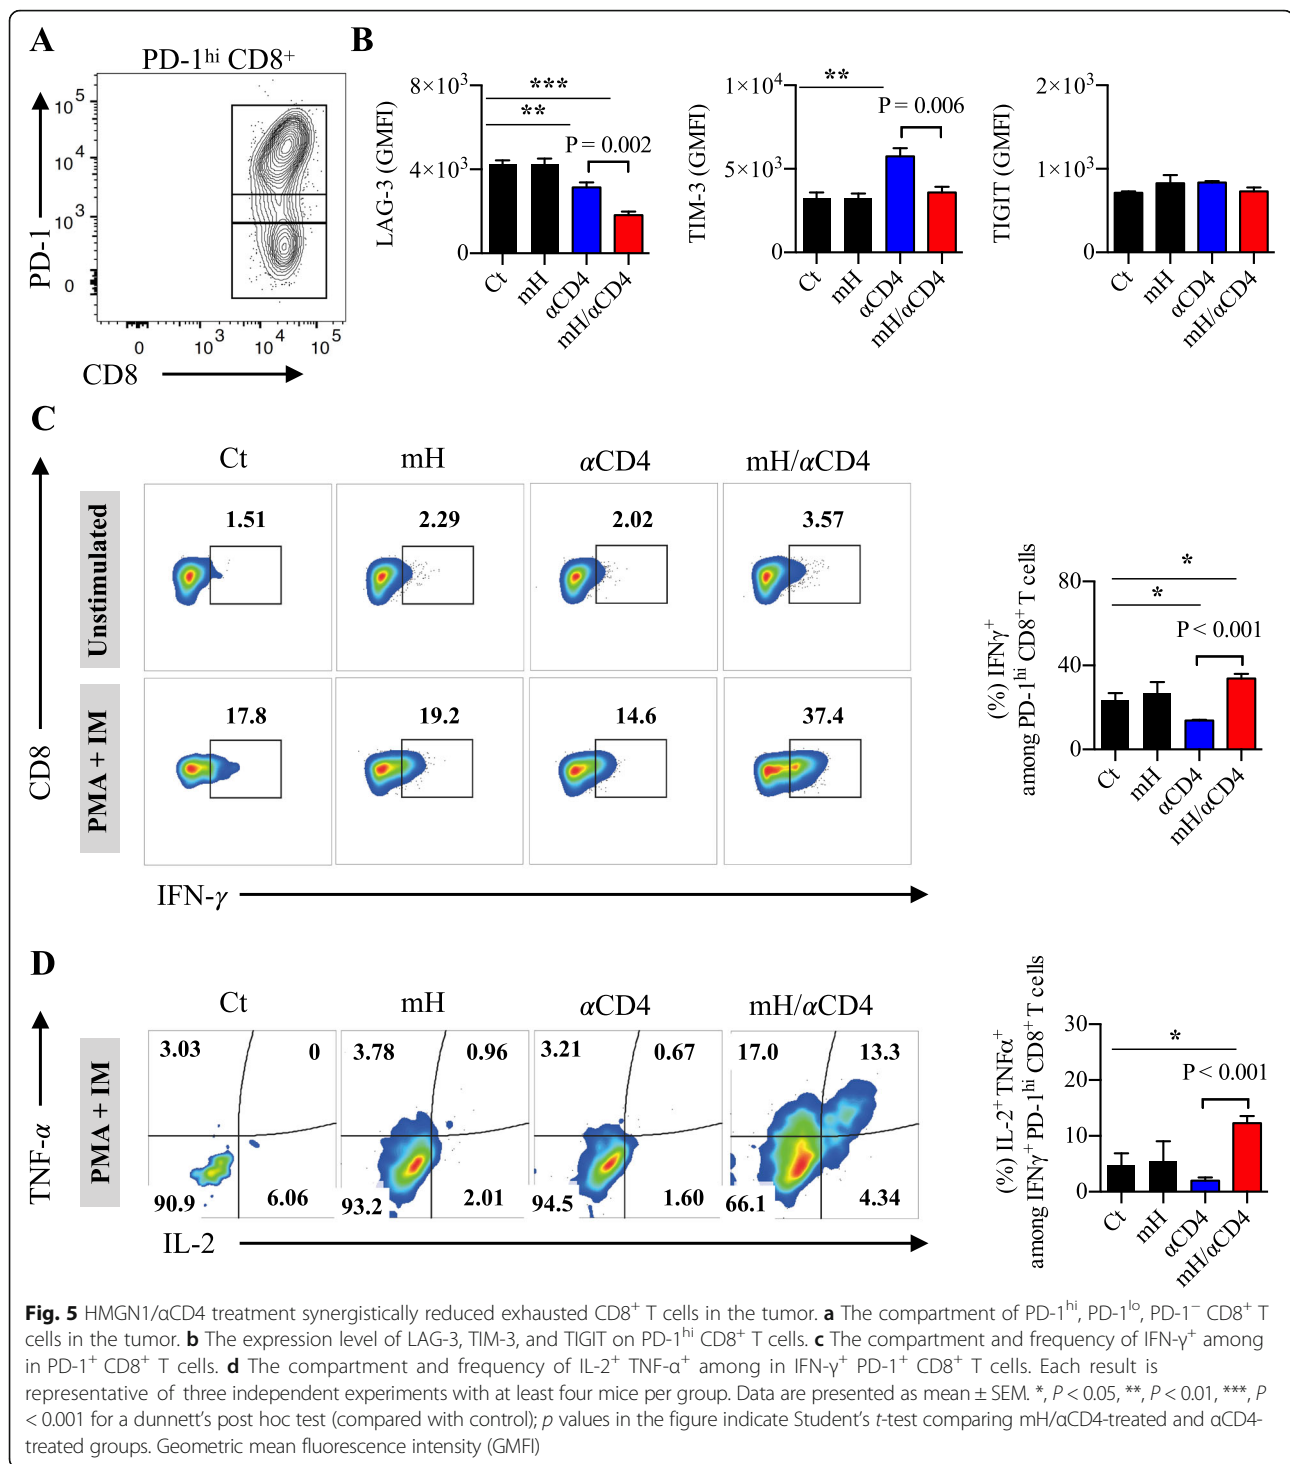 A
PD-1hi CD8+
PD-1
10^5
10^4
10^3
0
0 10^3 10^4 10^5
CD8
B
LAG-3 (GMFI)
8×10^3
4×10^3
0
***
**
P = 0.002
Ct mH αCD4 mH/αCD4
TIM-3 (GMFI)
1×10^4
5×10^3
0
**
P = 0.006
Ct mH αCD4 mH/αCD4
TIGIT (GMFI)
2×10^3
1×10^3
0
Ct mH αCD4 mH/αCD4
C
Ct mH αCD4 mH/αCD4
CD8
Unstimulated
1.51 2.29 2.02 3.57
PMA + IM
17.8 19.2 14.6 37.4
IFN-γ
(%) IFNγ+
among PD-1hi CD8+ T cells
80
40
0
*
*
P < 0.001
Ct mH αCD4 mH/αCD4
D
Ct mH αCD4 mH/αCD4
TNF-α
PMA + IM
3.03 0 3.78 0.96 3.21 0.67 17.0 13.3
90.9 6.06 93.2 2.01 94.5 1.60 66.1 4.34
IL-2
(%) IL-2+ TNFα+
among IFNγ+ PD-1hi CD8+ T cells
30
20
10
0
*
P < 0.001
Ct mH αCD4 mH/αCD4
Fig. 5 HMGN1/αCD4 treatment synergistically reduced exhausted CD8+ T cells in the tumor. a The compartment of PD-1hi, PD-1lo, PD-1− CD8+ T
cells in the tumor. b The expression level of LAG-3, TIM-3, and TIGIT on PD-1hi CD8+ T cells. c The compartment and frequency of IFN-γ+ among
in PD-1+ CD8+ T cells. d The compartment and frequency of IL-2+ TNF-α+ among in IFN-γ+ PD-1+ CD8+ T cells. Each result is
representative of three independent experiments with at least four mice per group. Data are presented as mean ± SEM. *, P < 0.05, **, P < 0.01, ***, P
< 0.001 for a dunnett's post hoc test (compared with control); p values in the figure indicate Student's t-test comparing mH/αCD4-treated and αCD4-
treated groups. Geometric mean fluorescence intensity (GMFI)